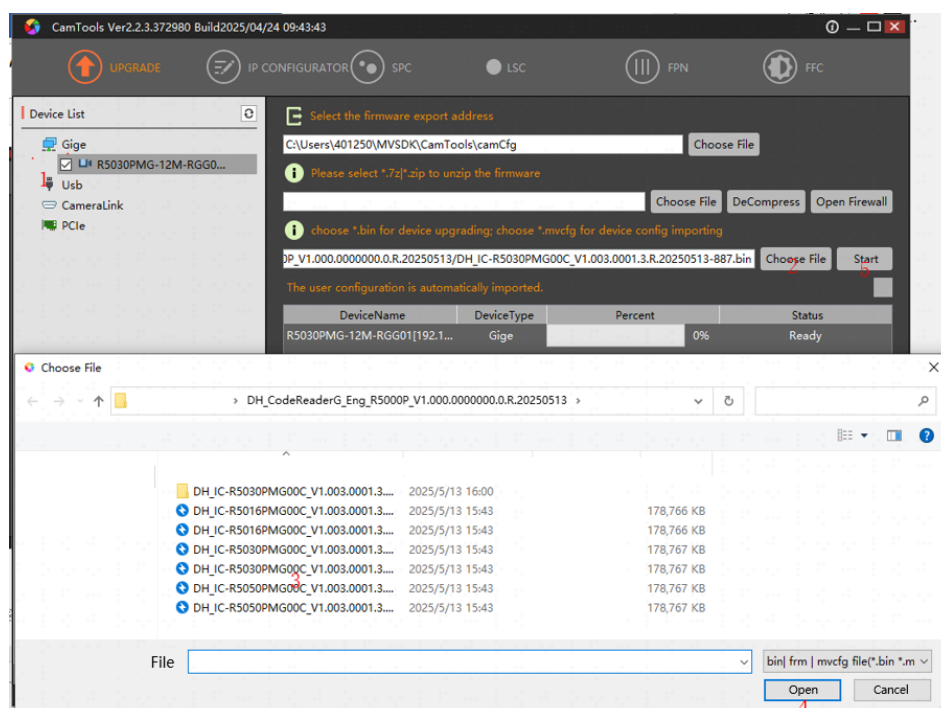 CamTools Ver2.2.3.372980 Build2025/04/24 09:43:43
UPGRADE IP CONFIGURATOR SPC LSC FPN FFC
Device List
Select the firmware export address
Gige
C:\Users\401250\MVSDK\CamTools\camCfg Choose File
R5030PMG-12M-RGG0...
Please select *.7z|*.zip to unzip the firmware
1
Usb
CameraLink
Choose File DeCompress Open Firewall
PCIe
choose *.bin for device upgrading; choose *.mvcfg for device config importing
P_V1.000.0000000.0.R.20250513/DH_IC-R5030PMG00C_V1.003.0001.3.R.20250513-887.bin Choose File Start
2 5
The user configuration is automatically imported.
DeviceName DeviceType Percent Status
R5030PMG-12M-RGG01[192.1... Gige 0% Ready
Choose File
› DH_CodeReaderG_Eng_R5000P_V1.000.0000000.0.R.20250513 ›
DH_IC-R5030PMG00C_V1.003.0001.3.... 2025/5/13 16:00
DH_IC-R5016PMG00C_V1.003.0001.3.... 2025/5/13 15:43 178,766 KB
DH_IC-R5016PMG00C_V1.003.0001.3.... 2025/5/13 15:43 178,766 KB
DH_IC-R5030PMG00C_V1.003.0001.3.... 2025/5/13 15:43 178,767 KB
DH_IC-R5030PMG00C_V1.003.0001.3.... 2025/5/13 15:43 178,767 KB
3
DH_IC-R5050PMG00C_V1.003.0001.3.... 2025/5/13 15:43 178,767 KB
DH_IC-R5050PMG00C_V1.003.0001.3.... 2025/5/13 15:43 178,767 KB
File bin| frm | mvcfg file(*.bin *.m
Open Cancel
4